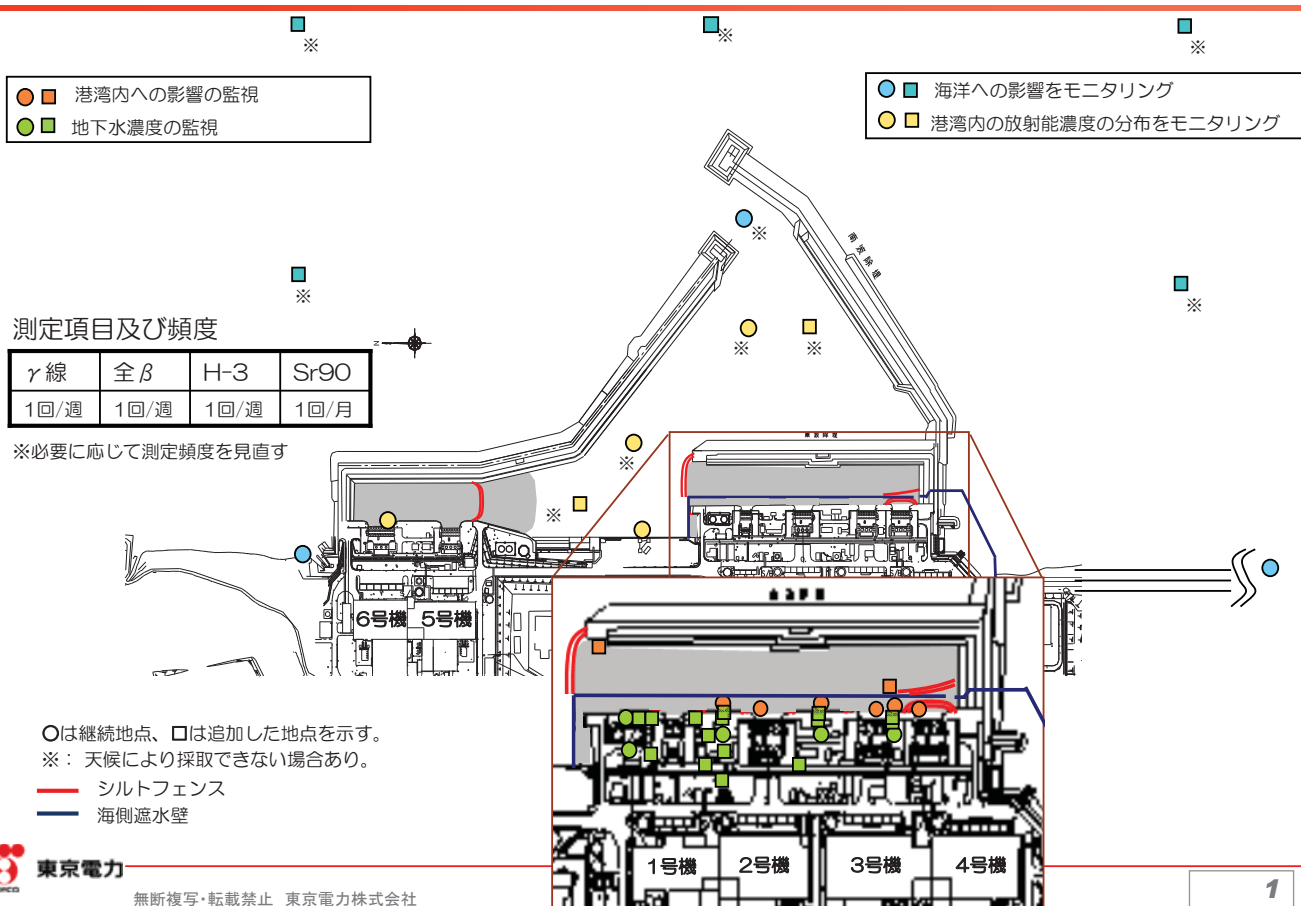 ※
※
※
港湾内への影響の監視
地下水濃度の監視
海洋への影響をモニタリング
港湾内の放射能濃度の分布をモニタリング
※
南波除堤
※
※
測定項目及び頻度
※
※
γ線 全β H-3 Sr90
1回/週 1回/週 1回/週 1回/月
※必要に応じて測定頻度を見直す
※
※
6号機 5号機
○は継続地点、□は追加した地点を示す。
※： 天候により採取できない場合あり。
シルトフェンス
海側遮水壁
1号機 2号機 3号機 4号機
東京電力
無断複写・転載禁止 東京電力株式会社
1